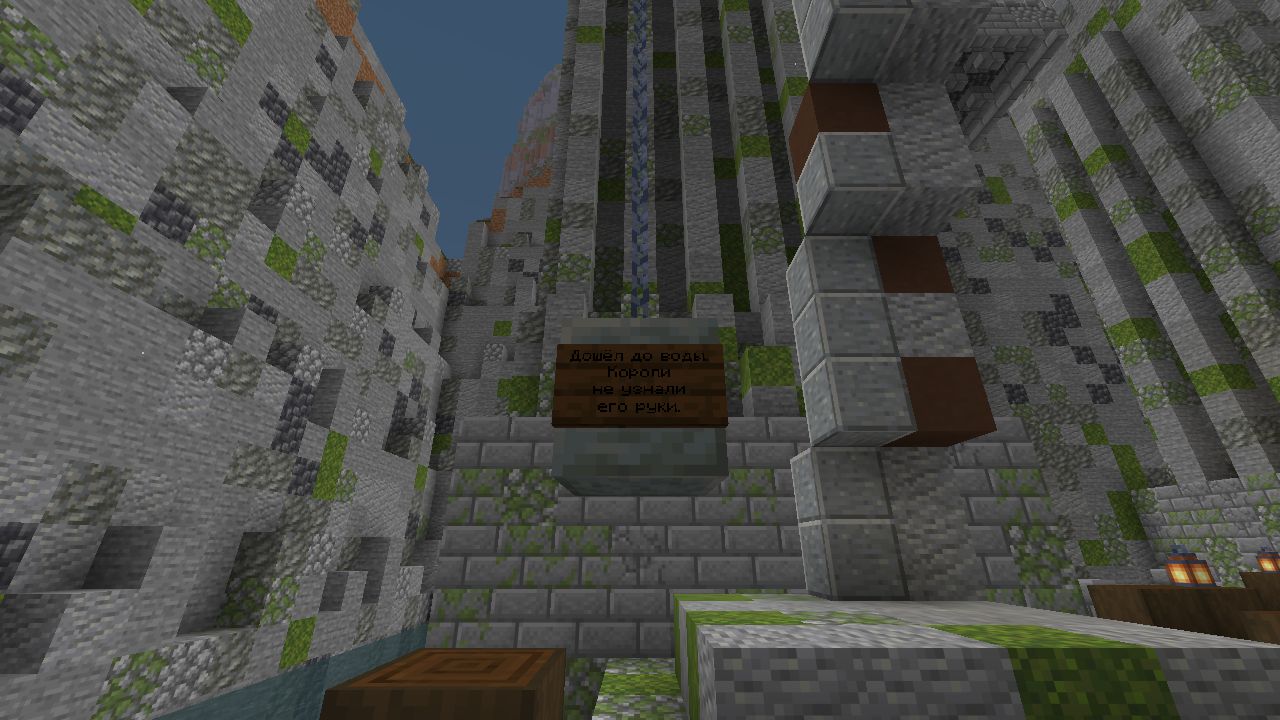 Дошёл до воды.
Короли
не узнали
его руки.